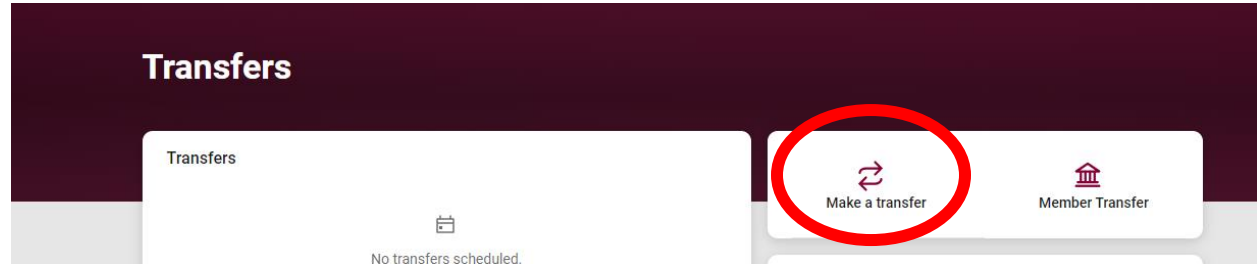 Transfers
Transfers
Make a transfer
Member Transfer
No transfers scheduled.